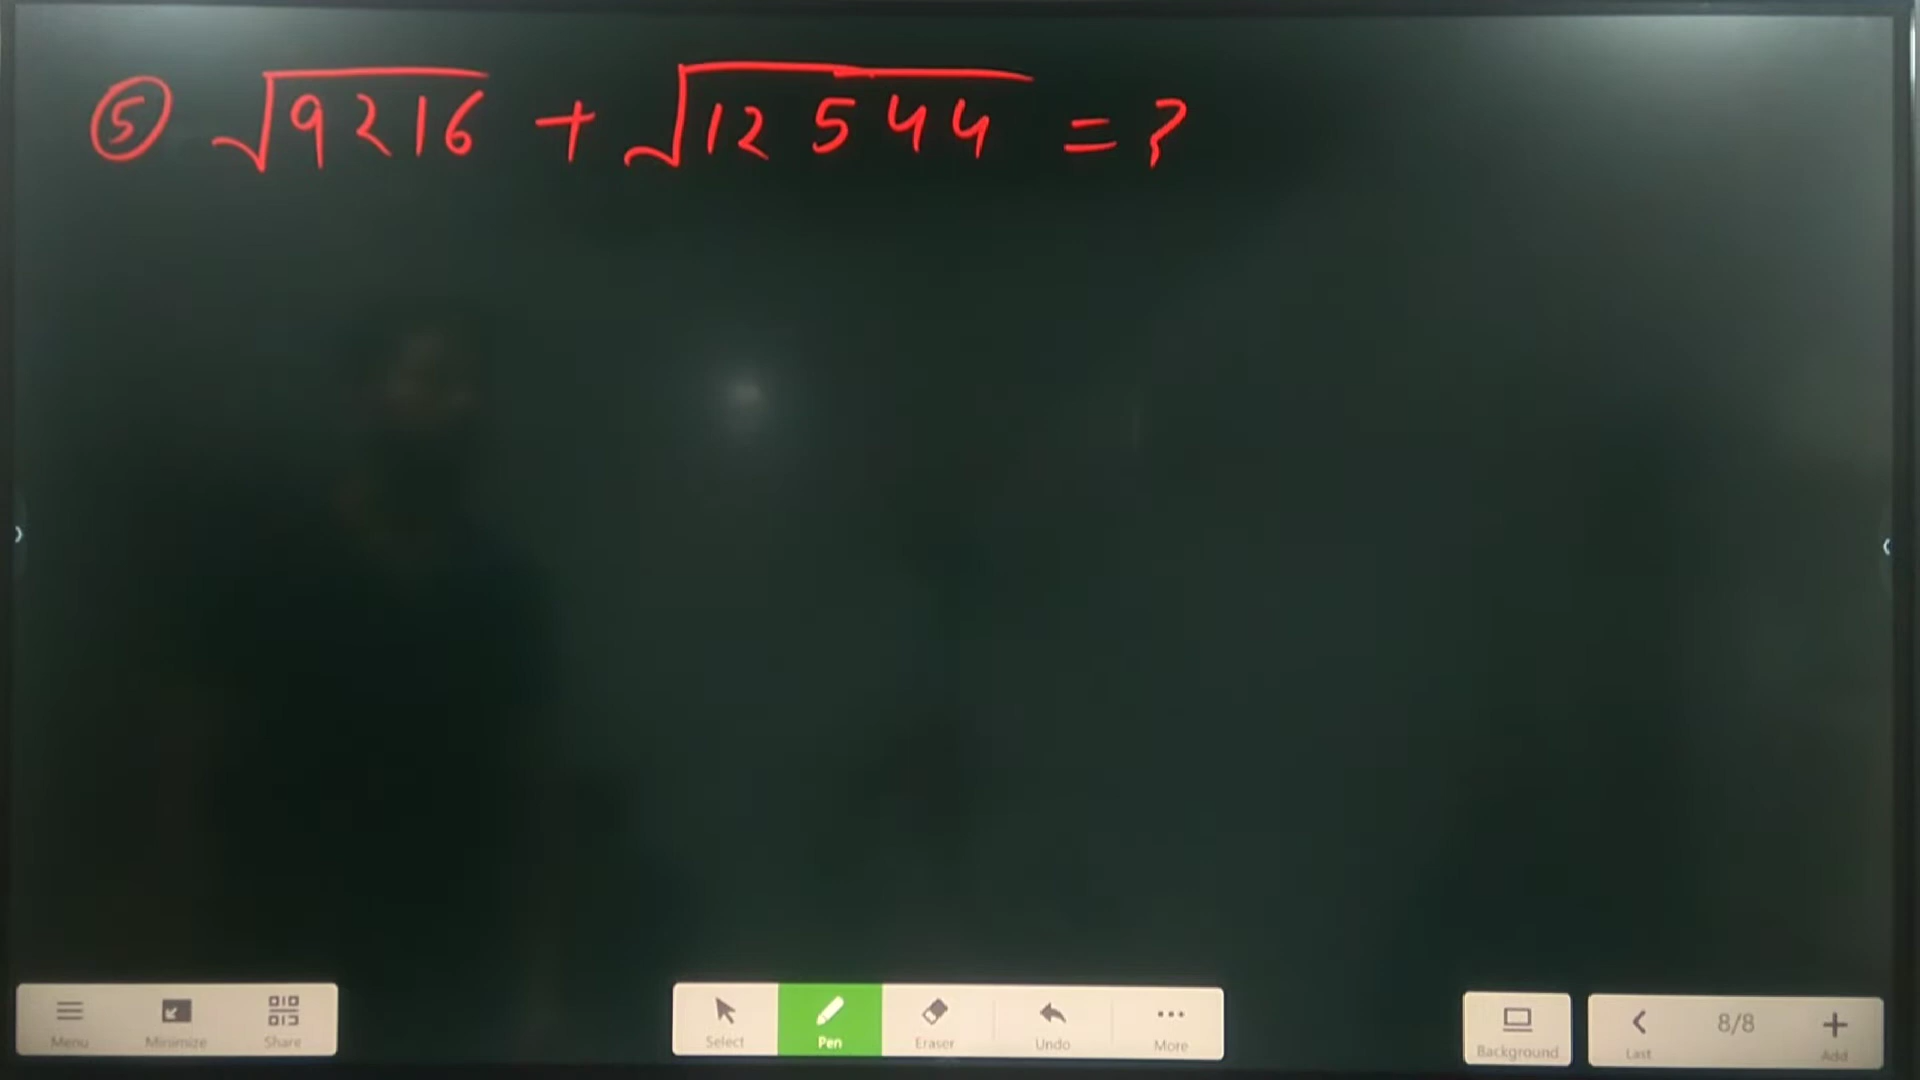 ⑤ √9216 + √12544 = ?
Menu Minimize Share Select Pen Eraser Undo More Background Last 8/8 Add